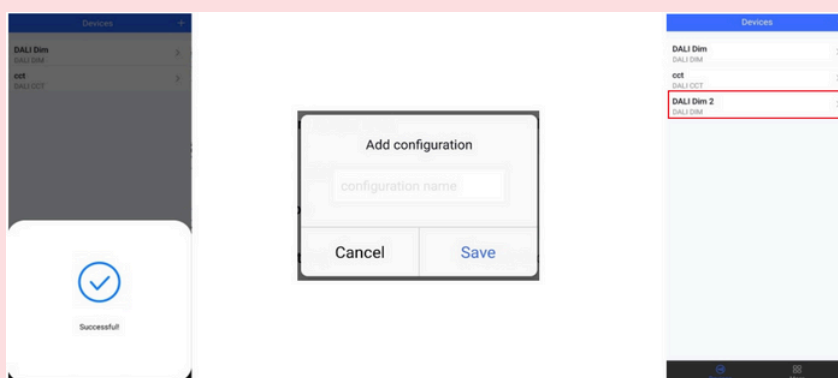 Devices +
DALI Dim
DALI DIM
cct
DALI CCT
Successful!
Add configuration
configuration name
Cancel
Save
Devices
DALI Dim
DALI DIM
cct
DALI CCT
DALI Dim 2
DALI DIM